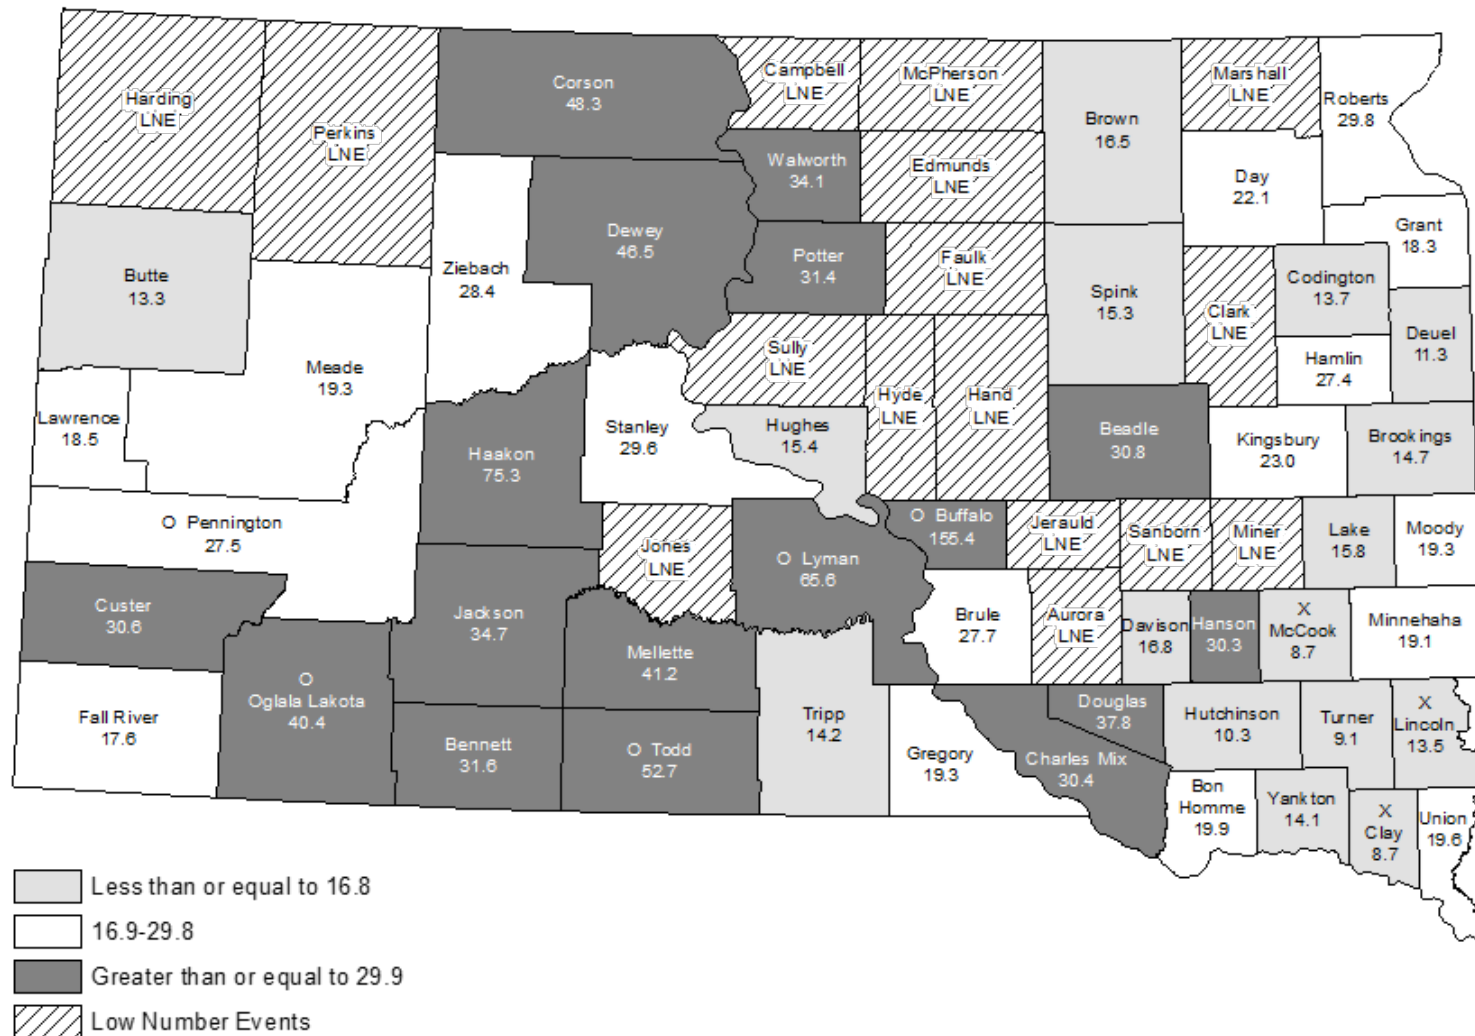 Harding
LNE
Perkins
LNE
Corson
48.3
Campbell
LNE
McPherson
LNE
Brown
16.5
Marshall
LNE
Roberts
29.8
Walworth
34.1
Edmunds
LNE
Day
22.1
Grant
18.3
Butte
13.3
Ziebach
28.4
Dewey
46.5
Potter
31.4
Faulk
LNE
Spink
15.3
Clark
LNE
Codington
13.7
Deuel
11.3
Meade
19.3
Sully
LNE
Hamlin
27.4
Lawrence
18.5
Haakon
75.3
Stanley
29.6
Hughes
15.4
Hyde
LNE
Hand
LNE
Beadle
30.8
Kingsbury
23.0
Brookings
14.7
O Pennington
27.5
Jones
LNE
O Lyman
65.6
O Buffalo
155.4
Jerauld
LNE
Sanborn
LNE
Miner
LNE
Lake
15.8
Moody
19.3
Custer
30.6
Jackson
34.7
Mellette
41.2
Brule
27.7
Aurora
LNE
Davison
16.8
Hanson
30.3
X
McCook
8.7
Minnehaha
19.1
Fall River
17.6
O
Oglala Lakota
40.4
Bennett
31.6
O Todd
52.7
Tripp
14.2
Gregory
19.3
Douglas
37.8
Charles Mix
30.4
Hutchinson
10.3
Turner
9.1
X
Lincoln
13.5
Bon
Homme
19.9
Yankton
14.1
X
Clay
8.7
Union
19.6
Less than or equal to 16.8
16.9-29.8
Greater than or equal to 29.9
Low Number Events